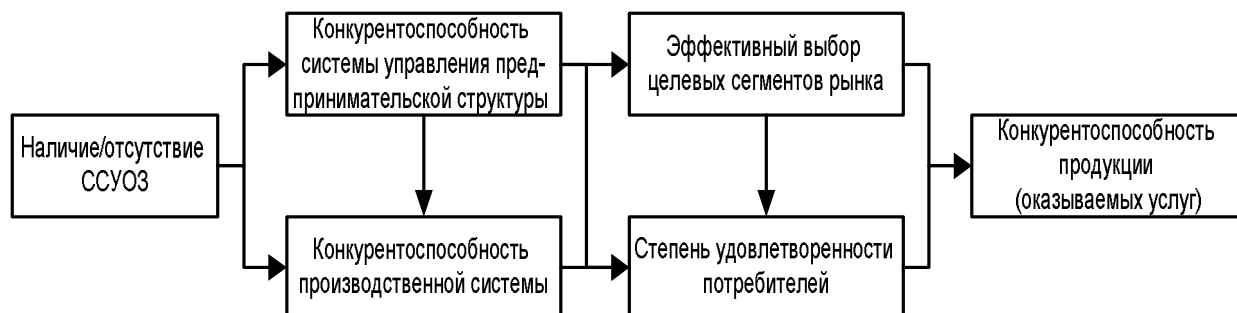 Наличие/отсутствие
ССУОЗ
Конкурентоспособность
системы управления пред-
принимательской структуры
Конкурентоспособность
производственной системы
Эффективный выбор
целевых сегментов рынка
Степень удовлетворенности
потребителей
Конкурентоспособность
продукции
(оказываемых услуг)